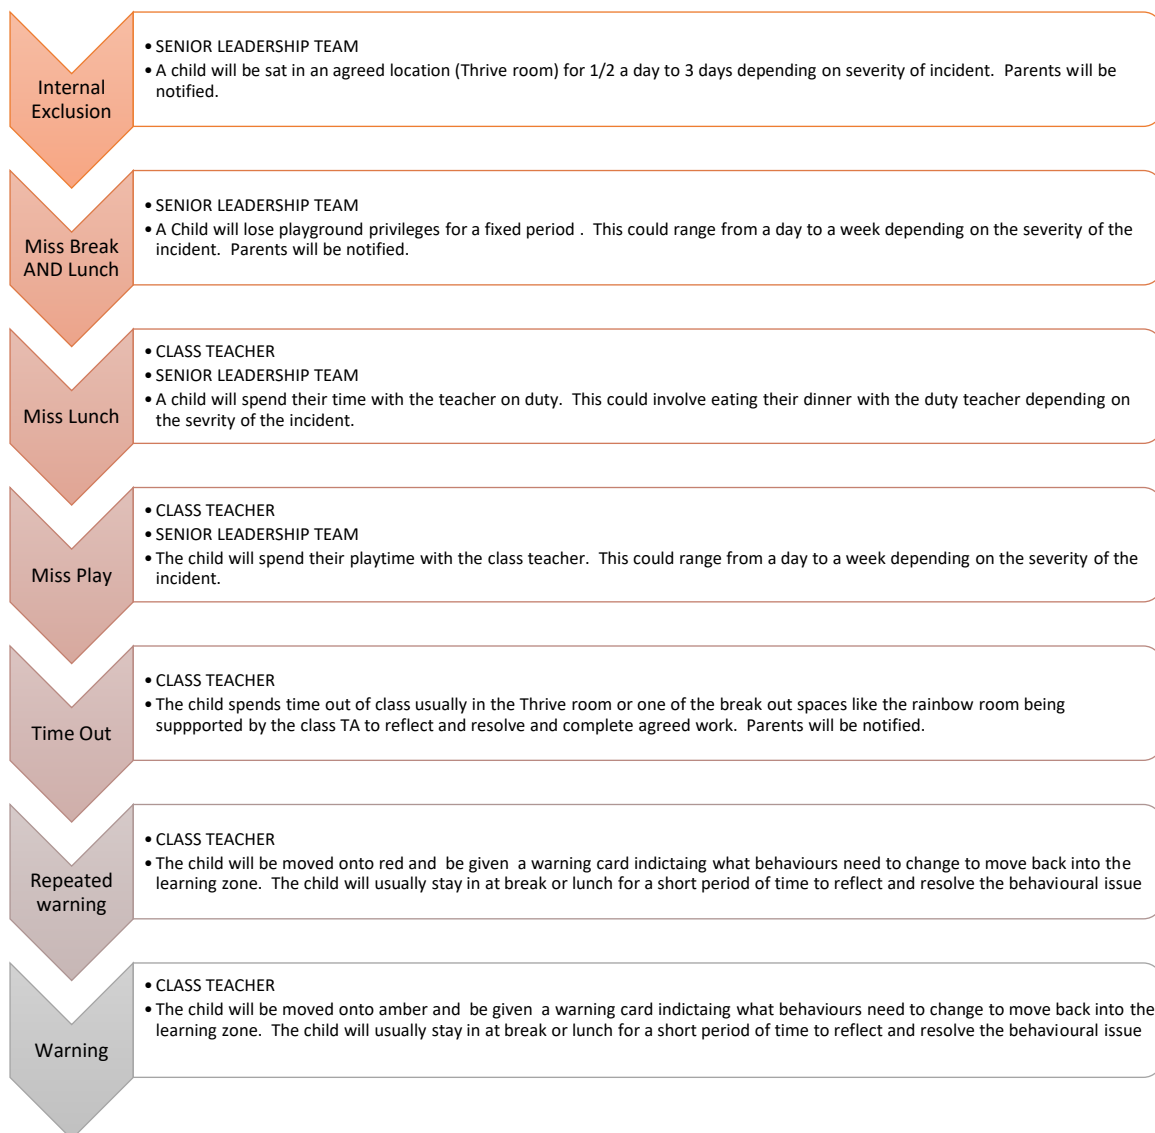 Internal
Exclusion
• SENIOR LEADERSHIP TEAM
• A child will be sat in an agreed location (Thrive room) for 1/2 a day to 3 days depending on severity of incident.  Parents will be
notified.
Miss Break
AND Lunch
• SENIOR LEADERSHIP TEAM
• A Child will lose playground privileges for a fixed period .  This could range from a day to a week depending on the severity of the
incident.  Parents will be notified.
Miss Lunch
• CLASS TEACHER
• SENIOR LEADERSHIP TEAM
• A child will spend their time with the teacher on duty.  This could involve eating their dinner with the duty teacher depending on
the sevrity of the incident.
Miss Play
• CLASS TEACHER
• SENIOR LEADERSHIP TEAM
• The child will spend their playtime with the class teacher.  This could range from a day to a week depending on the severity of the
incident.
Time Out
• CLASS TEACHER
• The child spends time out of class usually in the Thrive room or one of the break out spaces like the rainbow room being
suppported by the class TA to reflect and resolve and complete agreed work.  Parents will be notified.
Repeated
warning
• CLASS TEACHER
• The child will be moved onto red and  be given  a warning card indictaing what behaviours need to change to move back into the
learning zone.  The child will usually stay in at break or lunch for a short period of time to reflect and resolve the behavioural issue
Warning
• CLASS TEACHER
• The child will be moved onto amber and  be given  a warning card indictaing what behaviours need to change to move back into the
learning zone.  The child will usually stay in at break or lunch for a short period of time to reflect and resolve the behavioural issue